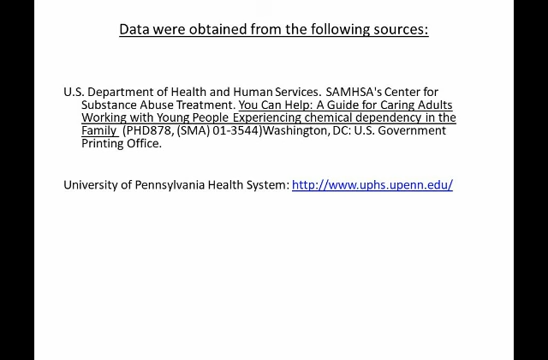 Data were obtained from the following sources:
U.S. Department of Health and Human Services. SAMHSA's Center for
Substance Abuse Treatment. You Can Help: A Guide for Caring Adults
Working with Young People Experiencing chemical dependency in the
Family (PHD878, (SMA) 01-3544)Washington, DC: U.S. Government
Printing Office.
University of Pennsylvania Health System: http://www.uphs.upenn.edu/